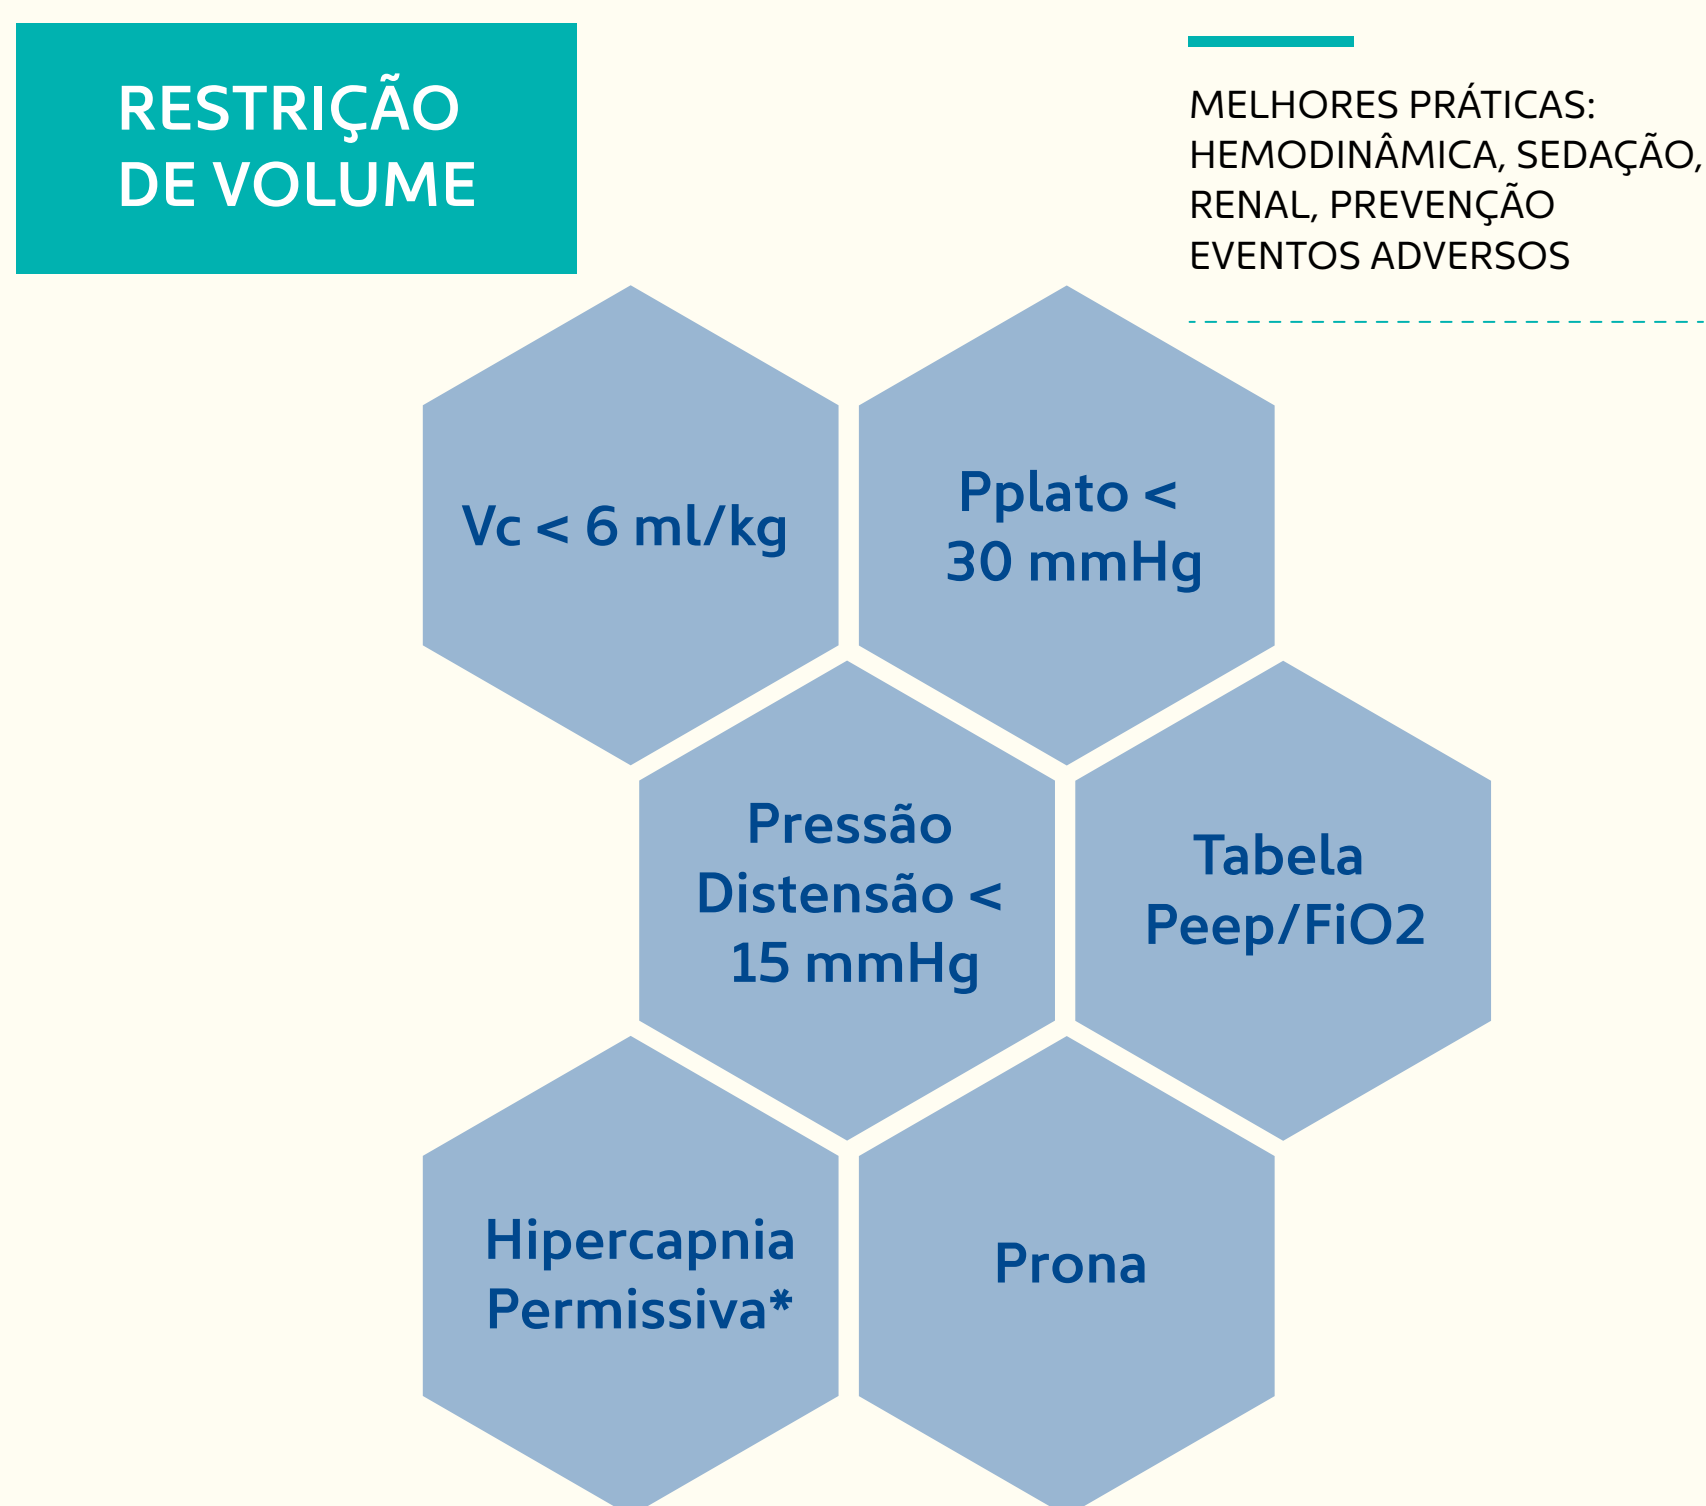 RESTRIÇÃO
DE VOLUME
MELHORES PRÁTICAS:
HEMODINÂMICA, SEDAÇÃO,
RENAL, PREVENÇÃO
EVENTOS ADVERSOS
Vc < 6 ml/kg
Pplato <
30 mmHg
Pressão
Distensão <
15 mmHg
Tabela
Peep/FiO2
Hipercapnia
Permissiva*
Prona